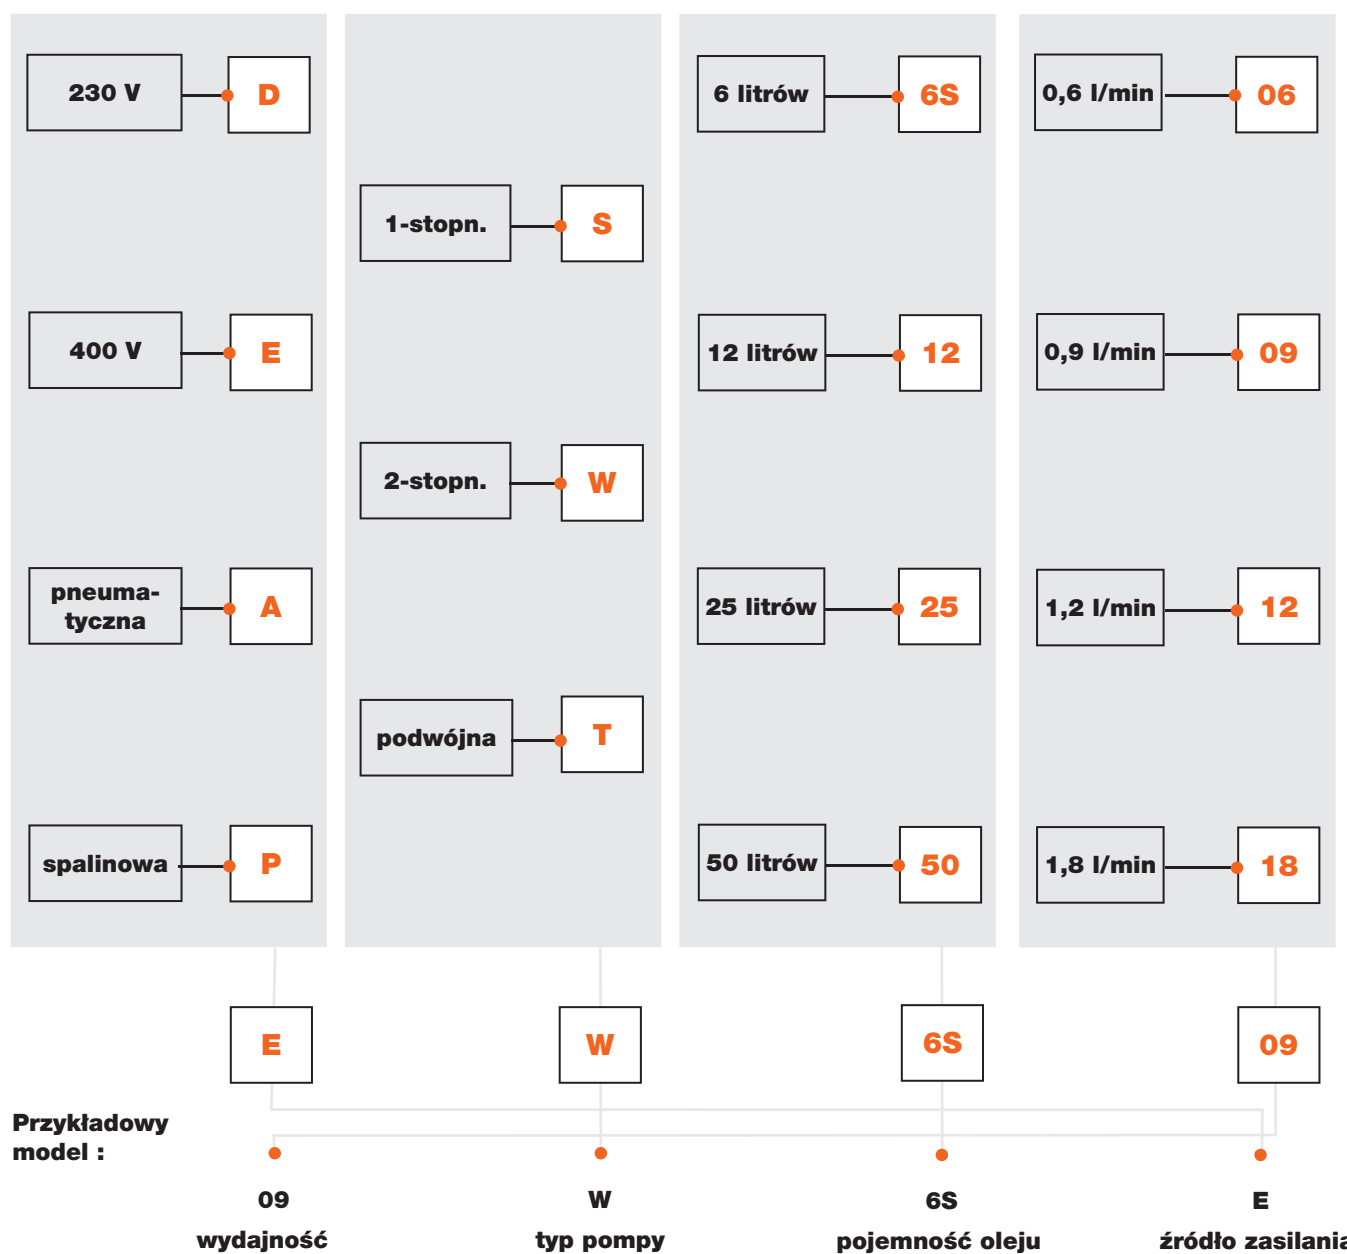 230 V
D
6 litrów
6S
0,6 l/min
06
1-stopn.
S
400 V
E
12 litrów
12
0,9 l/min
09
2-stopn.
W
pneuma-
tyczna
A
25 litrów
25
1,2 l/min
12
podwójna
T
spalinowa
P
50 litrów
50
1,8 l/min
18
E
W
6S
09
Przykładowy
model :
09
W
6S
E
wydajność
typ pompy
pojemność oleju
źródło zasilania